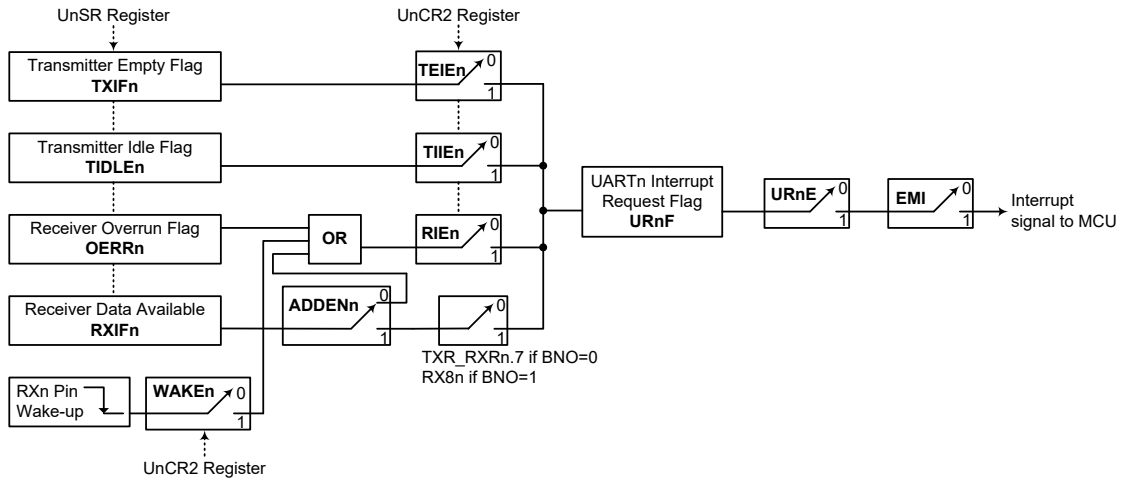 UnSR Register
UnCR2 Register
Transmitter Empty Flag
TXIFn
TEIEn
0
1
Transmitter Idle Flag
TIDLEn
TIIEn
0
1
UARTn Interrupt
Request Flag
URnF
URnE
0
1
EMI
0
1
Interrupt
signal to MCU
Receiver Overrun Flag
OERRn
OR
RIEn
0
1
Receiver Data Available
RXIFn
ADDENn
0
1
0
1
TXR_RXRn.7 if BNO=0
RX8n if BNO=1
RXn Pin
Wake-up
WAKEn
0
1
UnCR2 Register